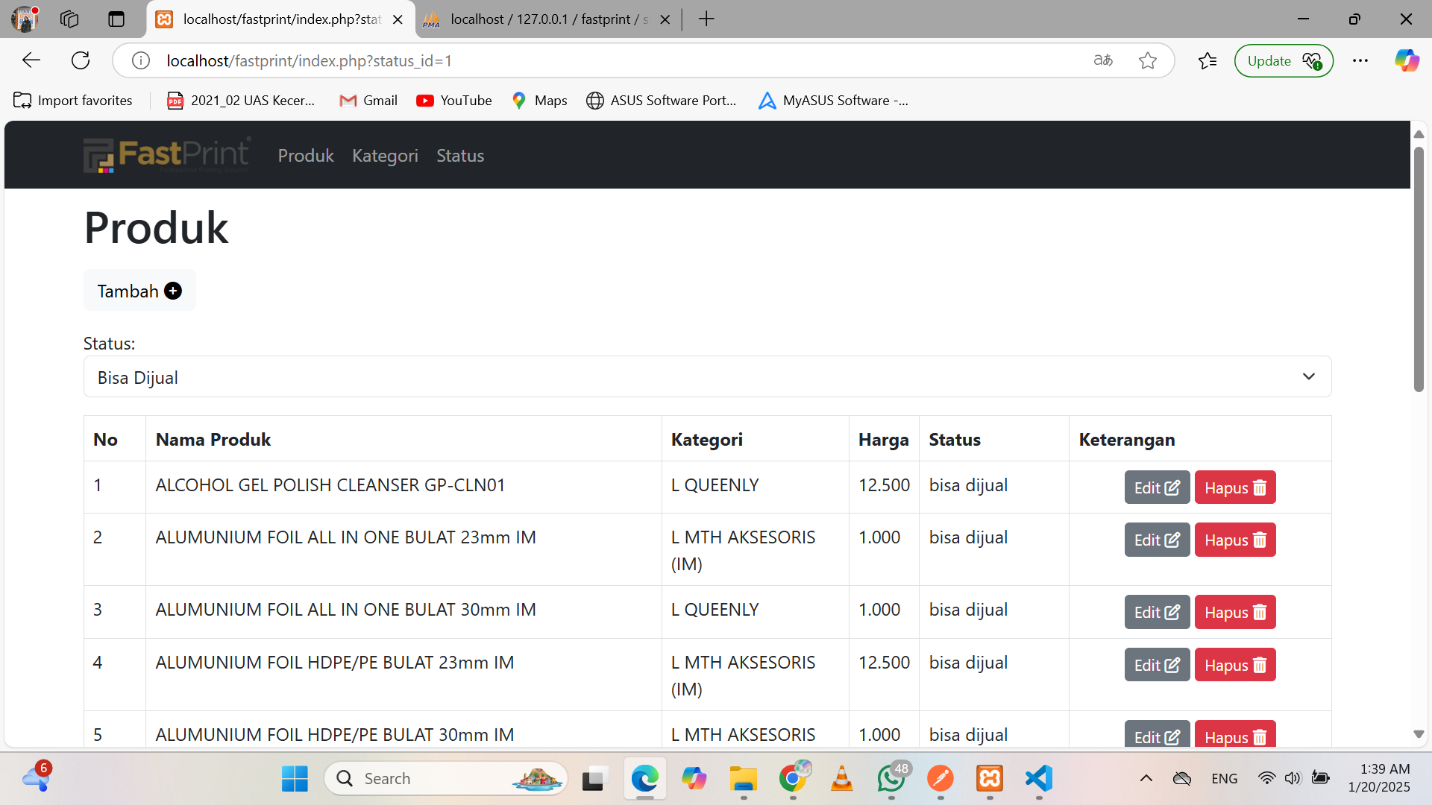 localhost/fastprint/index.php?stat
localhost / 127.0.0.1 / fastprint / s
localhost/fastprint/index.php?status_id=1
Update
Import favorites
2021_02 UAS Kecer...
Gmail
YouTube
Maps
ASUS Software Port...
MyASUS Software -...
FastPrint
Produk Kategori Status
Produk
Tambah
Status:
Bisa Dijual
No Nama Produk Kategori Harga Status Keterangan
1 ALCOHOL GEL POLISH CLEANSER GP-CLN01 L QUEENLY 12.500 bisa dijual Edit Hapus
2 ALUMUNIUM FOIL ALL IN ONE BULAT 23mm IM L MTH AKSESORIS 1.000 bisa dijual Edit Hapus
(IM)
3 ALUMUNIUM FOIL ALL IN ONE BULAT 30mm IM L QUEENLY 1.000 bisa dijual Edit Hapus
4 ALUMUNIUM FOIL HDPE/PE BULAT 23mm IM L MTH AKSESORIS 12.500 bisa dijual Edit Hapus
(IM)
5 ALUMUNIUM FOIL HDPE/PE BULAT 30mm IM L MTH AKSESORIS 1.000 bisa dijual Edit Hapus
6
Search
48
ENG
1:39 AM
1/20/2025